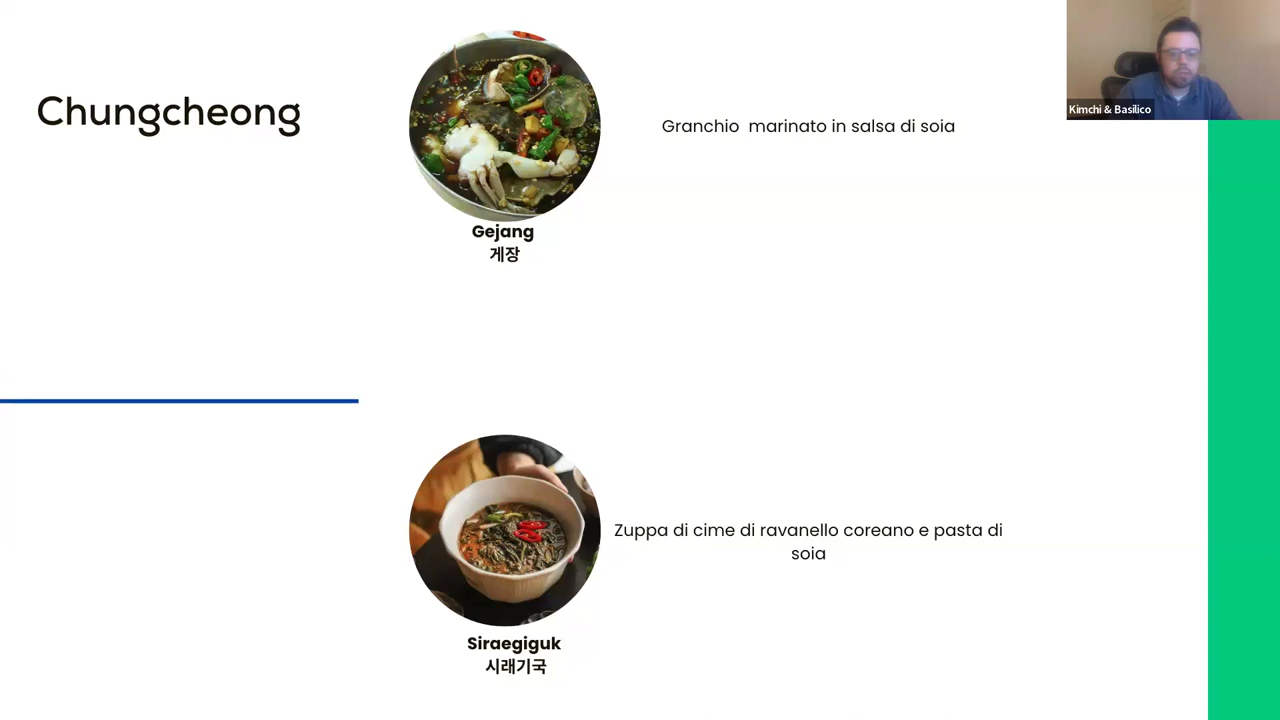 Chungcheong
Kimchi & Basilico
Granchio  marinato in salsa di soia
Gejang
게장
Zuppa di cime di ravanello coreano e pasta di
soia
Siraegiguk
시래기국